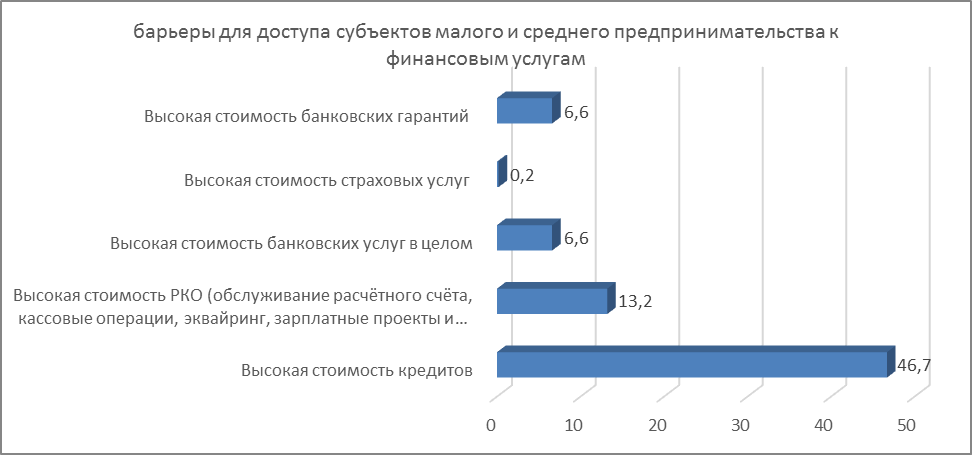 барьеры для доступа субъектов малого и среднего предпринимательства к
финансовым услугам
Высокая стоимость банковских гарантий
6,6
Высокая стоимость страховых услуг
0,2
Высокая стоимость банковских услуг в целом
6,6
Высокая стоимость РКО (обслуживание расчётного счёта,
кассовые операции, эквайринг, зарплатные проекты и...
13,2
Высокая стоимость кредитов
46,7
0 10 20 30 40 50